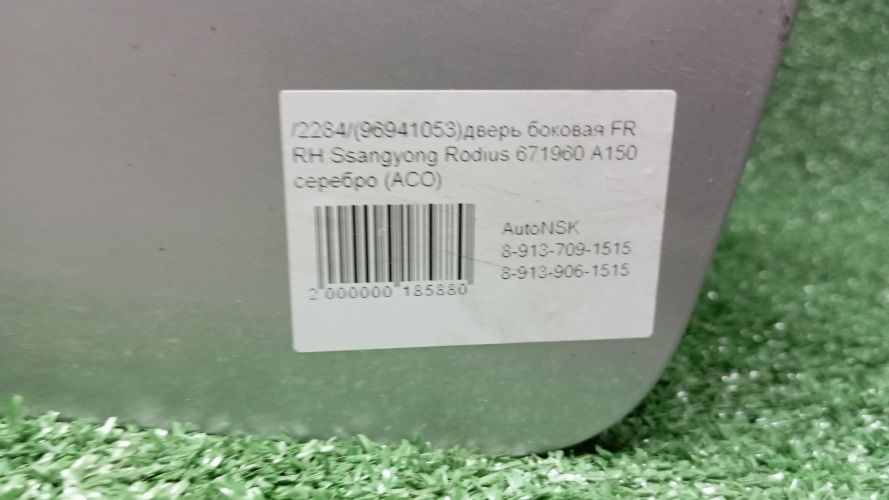 /2284/(96941053)дверь боковая FR
RH Ssangyong Rodius 671960 A150
серебро (ACO)
AutoNSK
8-913-709-1515
8-913-906-1515
2 000000 185880